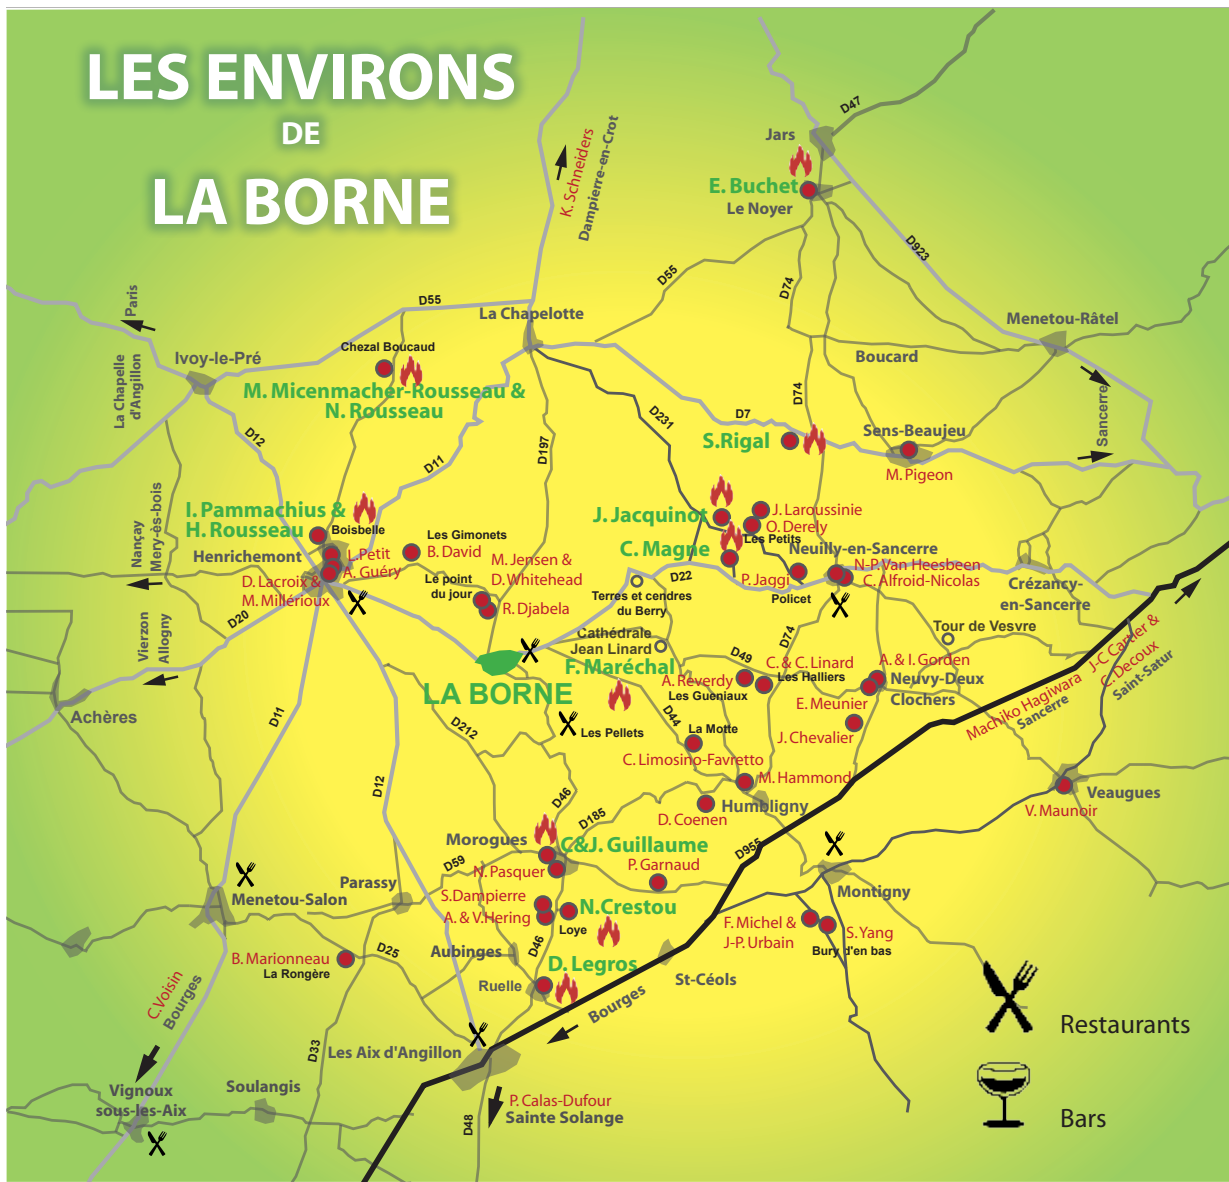 LES ENVIRONS
DE
LA BORNE
D47
Jars
K. Schneiders
Dampierre-en-Crot
E. Buchet
Le Noyer
D923
D55
D74
Paris
D55
La Chapelotte
Menetou-Râtel
Chezal Boucaud
Ivoy-le-Pré
Boucard
La Chapelle
d'Angillon
M. Micenmacher-Rousseau &
N. Rousseau
D74
Sancerre
D231
D7
D12
D197
S.Rigal
Sens-Beaujeu
D11
M. Pigeon
Nançay
Mery-ès-bois
I. Pammachius &
H. Rousseau
Boisbelle
J. Jacquinot
J. Laroussinie
O. Derely
Les Petits
Les Gimonets
B. David
Henrichemont
L. Petit
A. Guéry
D. Lacroix &
M. Millérioux
C. Magne
Neuilly-en-Sancerre
N-P. Van Heesbeen
C. Alfroid-Nicolas
M. Jensen &
D. Whitehead
Le point
du jour
R. Djabela
D22
P. Jaggi
Policet
Crézancy-
en-Sancerre
Terres et cendres
du Berry
D20
Vierzon
Allogny
Cathédrale
Jean Linard
Tour de Vesvre
D74
D49
F. Maréchal
C. & C. Linard
Les Halliers
A. Reverdy
Les Guéniaux
A. & I. Gorden
Neuvy-Deux
Clochers
J-C Cartier &
C. Decoux
Saint-Satur
LA BORNE
E. Meunier
Machiko Hagiwara
Sancerre
Achères
D11
D212
Les Pellets
D44
La Motte
J. Chevalier
C. Limosino-Favretto
D12
M. Hammond
D46
Humbligny
D. Coenen
Veaugues
V. Maunoir
D185
Morogues
C&J. Guillaume
D955
D59
N. Pasquer
P. Garnaud
Parassy
Menetou-Salon
Montigny
S.Dampierre
A. & V.Hering
N.Crestou
Loye
F. Michel &
J-P. Urbain
S. Yang
Bury d'en bas
D25
D46
B. Marionneau
La Rongère
Aubinges
D. Legros
Ruelle
St-Céols
C.Voisin
Bourges
Bourges
Restaurants
D33
Les Aix d'Angillon
Vignoux
sous-les-Aix
Soulangis
P. Calas-Dufour
Sainte Solange
D48
Bars